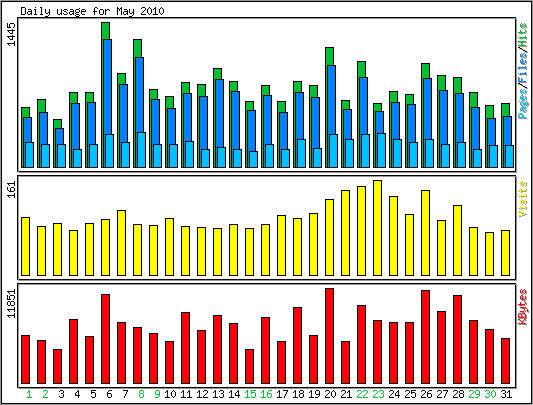 Daily usage for May 2010
1445
Pages/Files/Hits
161
Visits
11851
KBytes
1 2 3 4 5 6 7 8 9 10 11 12 13 14 15 16 17 18 19 20 21 22 23 24 25 26 27 28 29 30 31